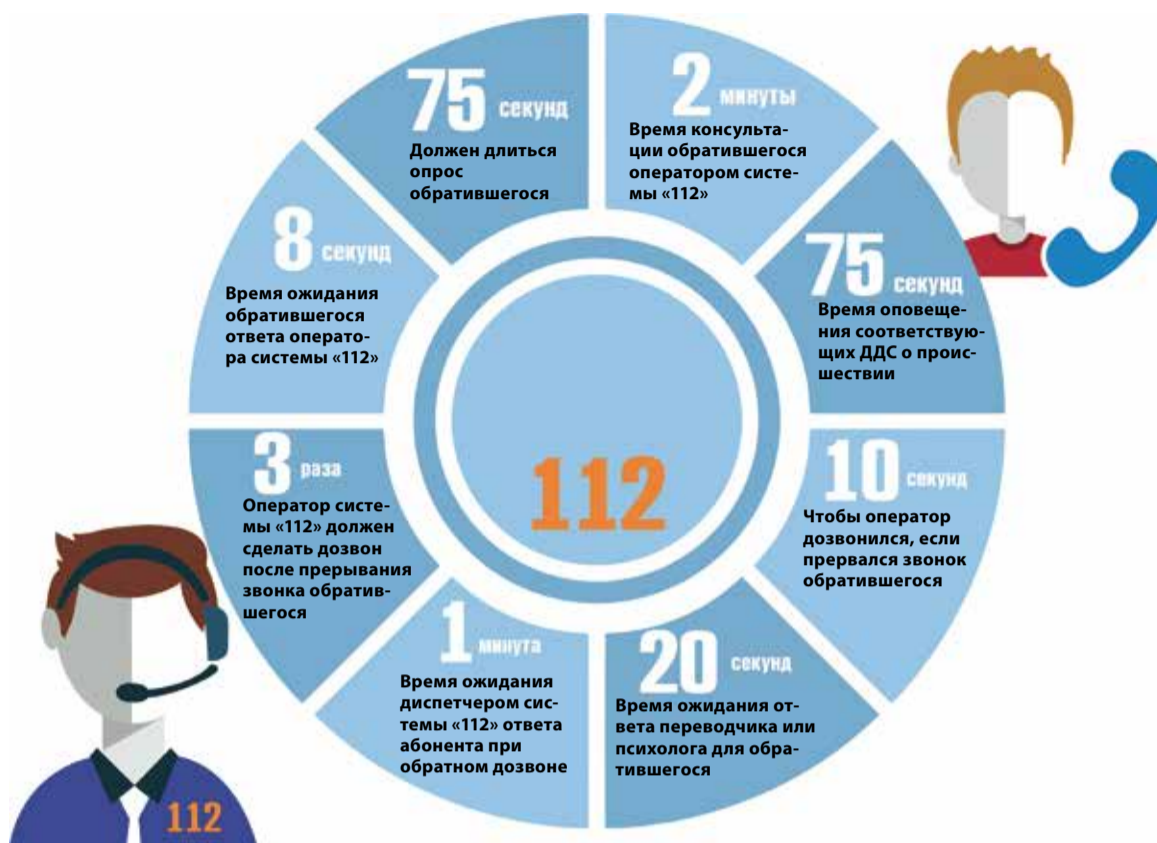 75 секунд
Должен длиться
опрос
обратившегося
2 минуты
Время консульта-
ции обратившегося
оператором систе-
мы «112»
75 секунд
Время оповеще-
ния соответствую-
щих ДДС о проис-
шествии
10 секунд
Чтобы оператор
дозвонился, если
прервался звонок
обратившегося
20 секунд
Время ожидания от-
вета переводчика или
психолога для обра-
тившегося
1 минута
Время ожидания
диспетчером сис-
темы «112» ответа
абонента при
обратном дозвоне
3 раза
Оператор систе-
мы «112» должен
сделать дозвон
после прерывания
звонка обратив-
шегося
8 секунд
Время ожидания
обратившегося
ответа операто-
ра системы «112»
112
112